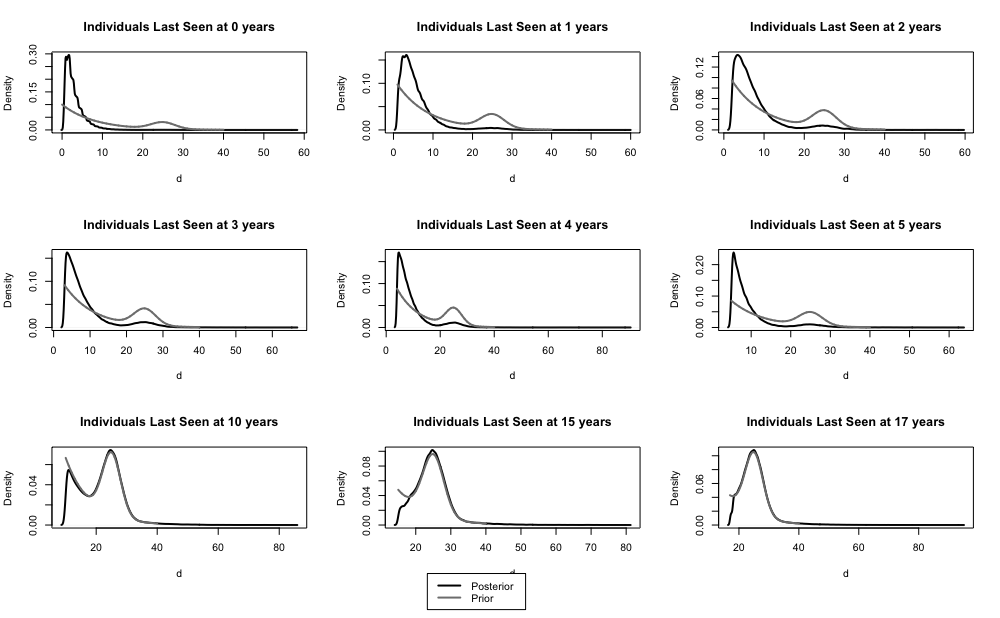 Individuals Last Seen at 0 years
Individuals Last Seen at 1 years
Individuals Last Seen at 2 years
Density
0.00 0.15 0.30
0 10 20 30 40 50 60
d
Density
0.00 0.10
0 10 20 30 40 50 60
d
Density
0.00 0.06 0.12
0 10 20 30 40 50 60
d
Individuals Last Seen at 3 years
Individuals Last Seen at 4 years
Individuals Last Seen at 5 years
Density
0.00 0.10
0 10 20 30 40 50 60
d
Density
0.00 0.10
0 20 40 60 80
d
Density
0.00 0.10 0.20
10 20 30 40 50 60
d
Individuals Last Seen at 10 years
Individuals Last Seen at 15 years
Individuals Last Seen at 17 years
Density
0.00 0.04
20 40 60 80
d
Density
0.00 0.04 0.08
20 30 40 50 60 70 80
d
Density
0.00 0.06
20 40 60 80
d
Posterior
Prior